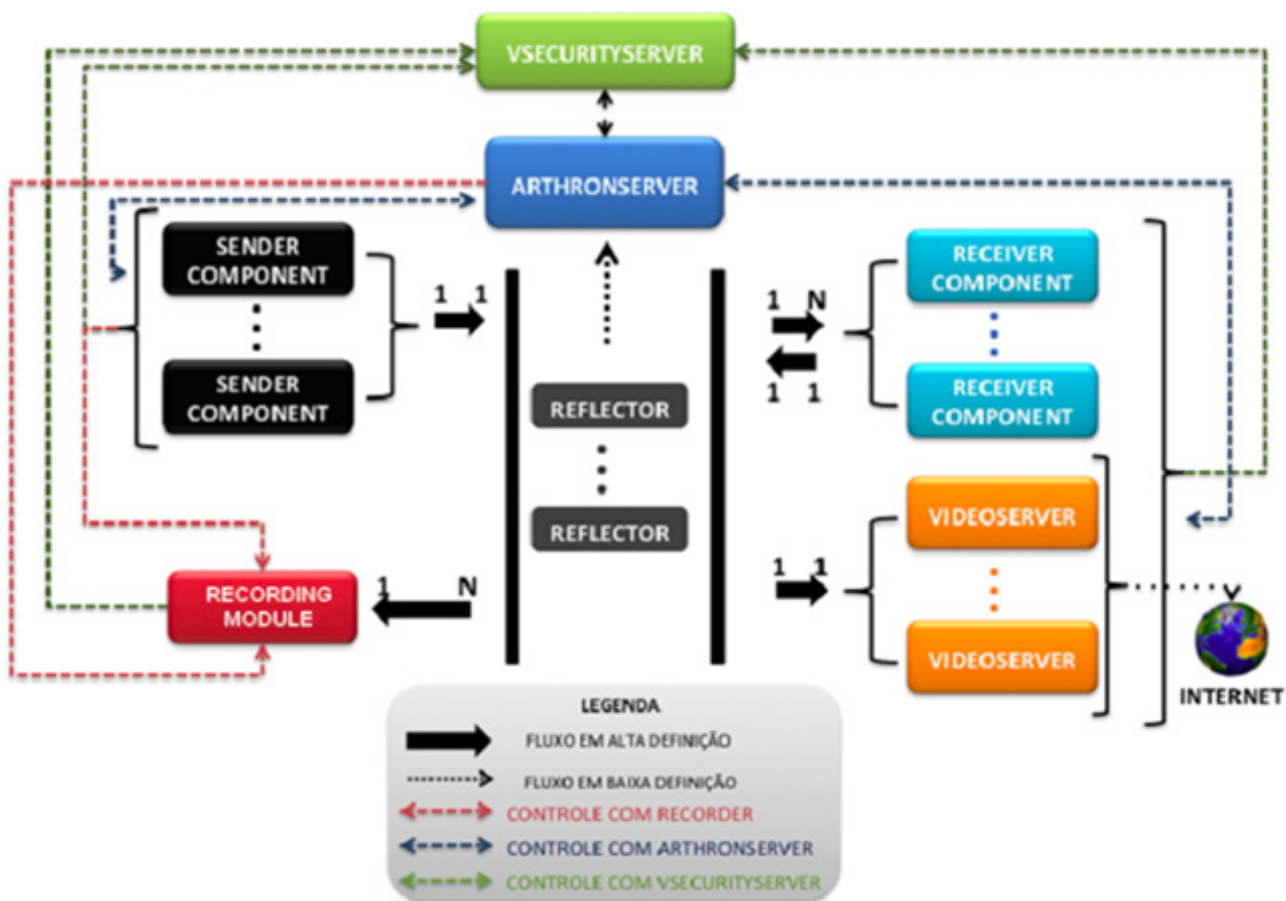 VSECURITYSERVER
ARTHRONSERVER
SENDER
COMPONENT
SENDER
COMPONENT
1 1
REFLECTOR
REFLECTOR
1 N
1 1
RECEIVER
COMPONENT
RECEIVER
COMPONENT
RECORDING
MODULE
1 N
1 1
VIDEOSERVER
VIDEOSERVER
INTERNET
LEGENDA
FLUXO EM ALTA DEFINIÇÃO
FLUXO EM BAIXA DEFINIÇÃO
CONTROLE COM RECORDER
CONTROLE COM ARTHRONSERVER
CONTROLE COM VSECURITYSERVER